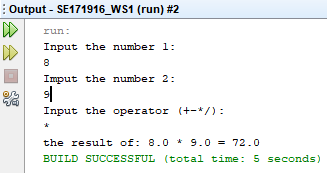 Output - SE171916_WS1 (run) #2
run:
Input the number 1:
8
Imput the number 2:
9
Input the operator (+-*/):
*
the result of: 8.0 * 9.0 = 72.0
BUILD SUCCESSFUL (total time: 5 seconds)